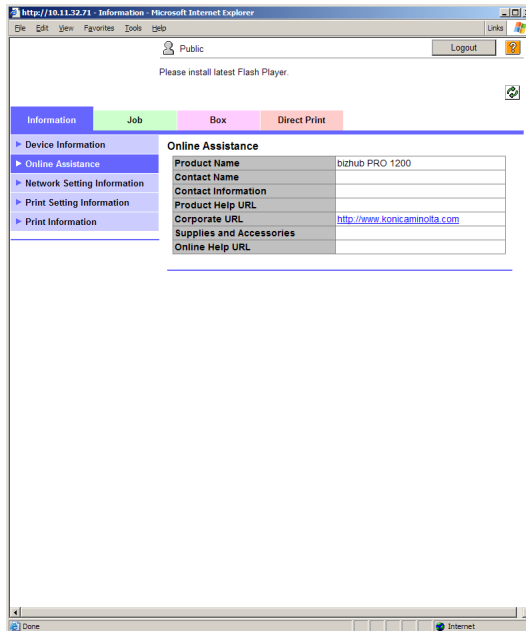 http://10.11.32.71 - Information - Microsoft Internet Explorer
File Edit View Favorites Tools Help Links
Public Logout ?
Please install latest Flash Player.
Information Job Box Direct Print
Device Information
Online Assistance
Network Setting Information
Print Setting Information
Print Information
Online Assistance
Product Name bizhub PRO 1200
Contact Name
Contact Information
Product Help URL
Corporate URL http://www.konicaminolta.com
Supplies and Accessories
Online Help URL
Done Internet